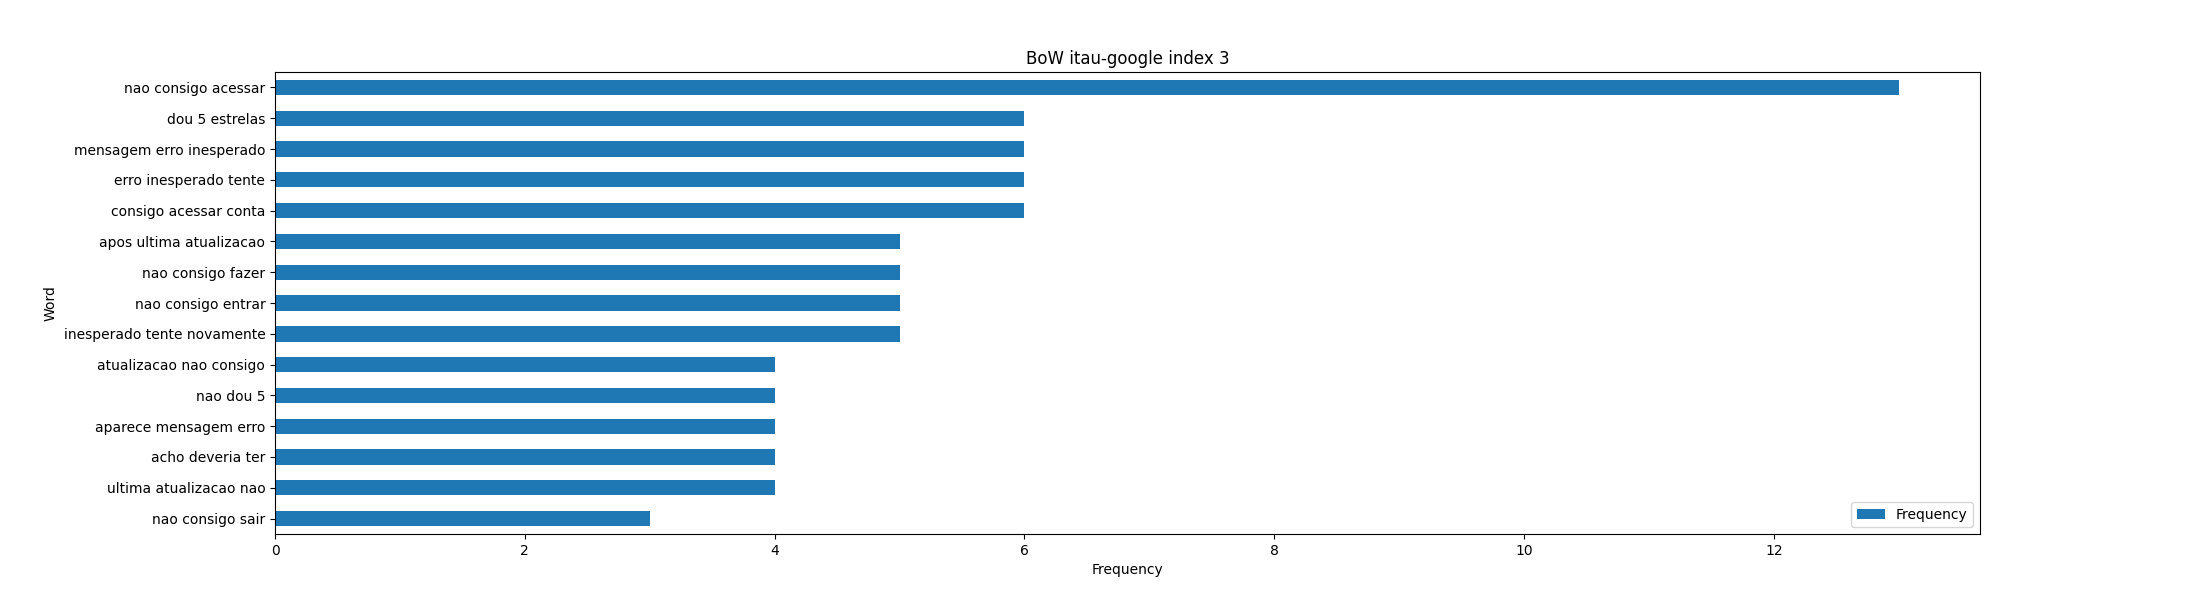 BoW itau-google index 3
nao consigo acessar
dou 5 estrelas
mensagem erro inesperado
erro inesperado tente
consigo acessar conta
apos ultima atualizacao
nao consigo fazer
nao consigo entrar
inesperado tente novamente
atualizacao nao consigo
nao dou 5
aparece mensagem erro
acho deveria ter
ultima atualizacao nao
nao consigo sair
Word
Frequency
0 2 4 6 8 10 12
Frequency